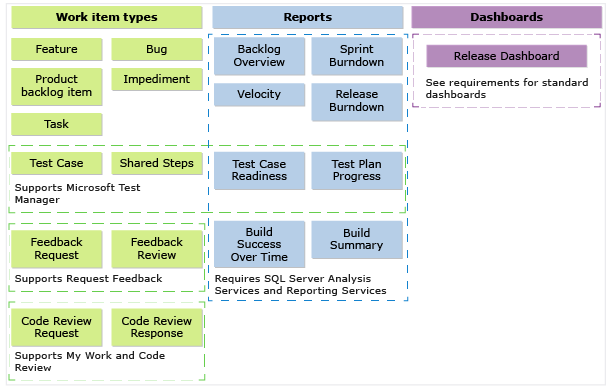 Work item types
Reports
Dashboards
Feature
Bug
Product
backlog item
Impediment
Task
Test Case
Shared Steps
Supports Microsoft Test
Manager
Feedback
Request
Feedback
Review
Supports Request Feedback
Code Review
Request
Code Review
Response
Supports My Work and Code
Review
Backlog
Overview
Sprint
Burndown
Velocity
Release
Burndown
Test Case
Readiness
Test Plan
Progress
Build
Success
Over Time
Build
Summary
Requires SQL Server Analysis
Services and Reporting Services
Release Dashboard
See requirements for standard
dashboards